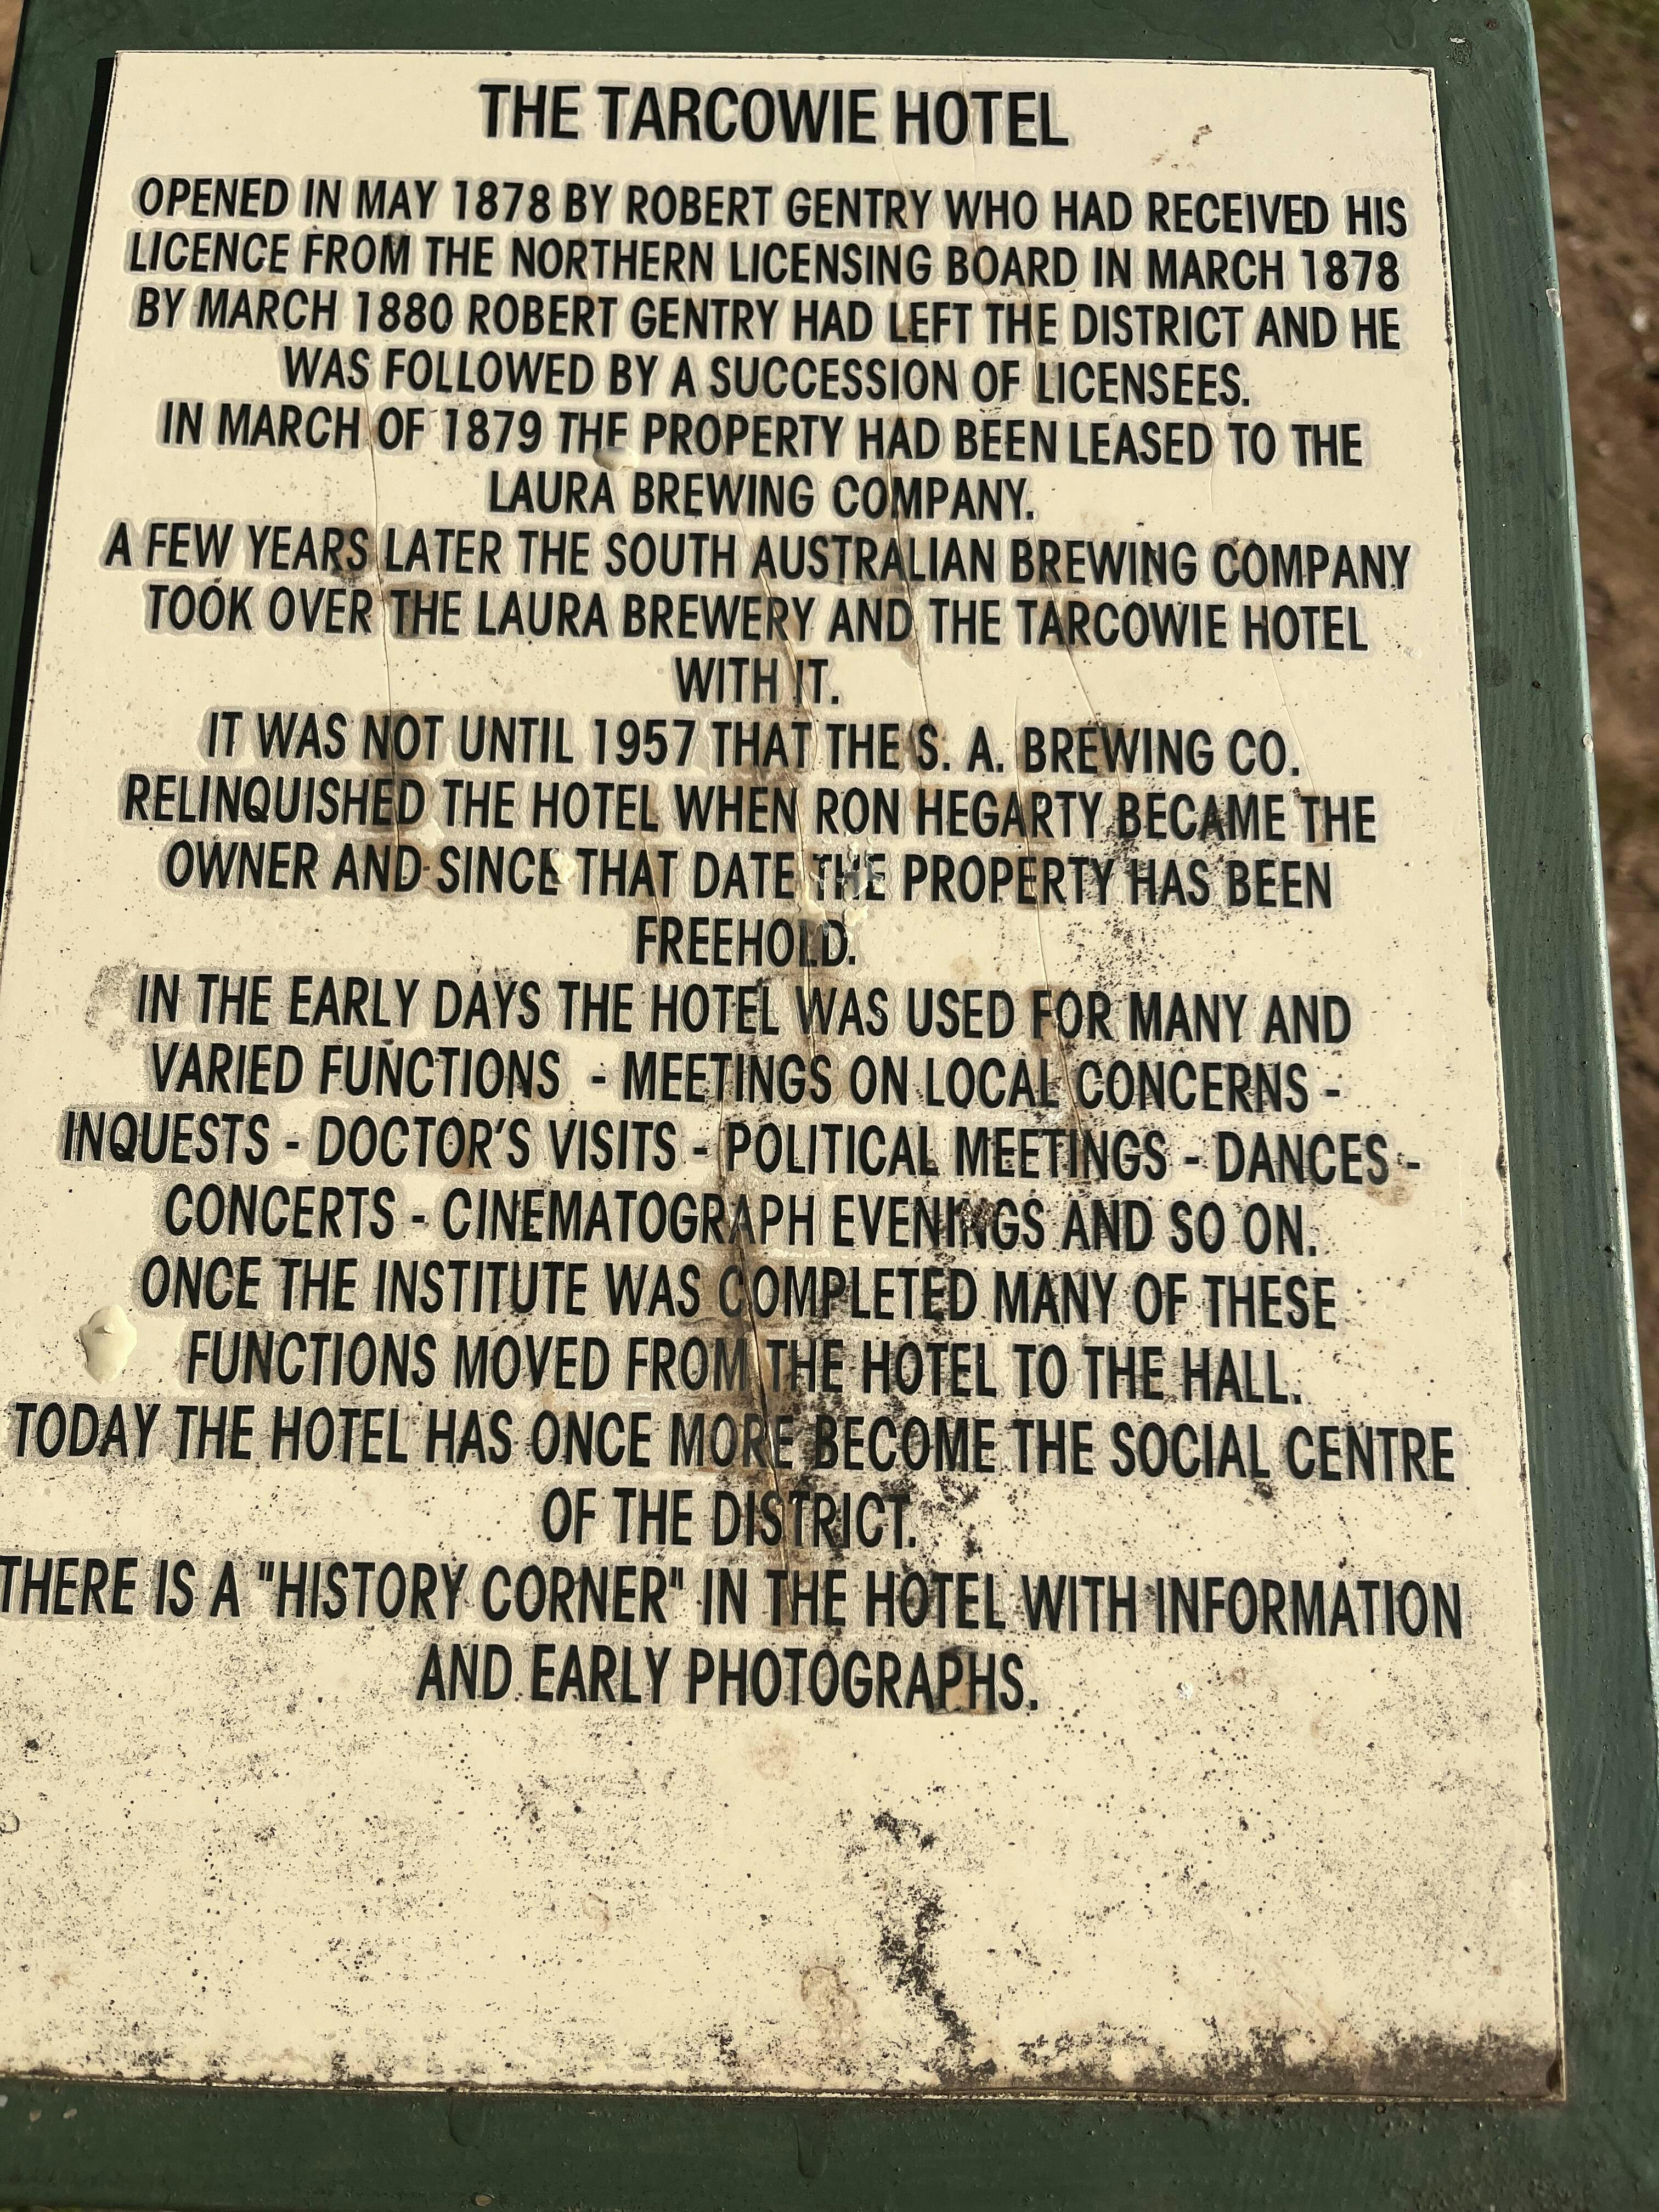 THE TARCOWIE HOTEL
OPENED IN MAY 1878 BY ROBERT GENTRY WHO HAD RECEIVED HIS
LICENCE FROM THE NORTHERN LICENSING BOARD IN MARCH 1878
BY MARCH 1880 ROBERT GENTRY HAD LEFT THE DISTRICT AND HE
WAS FOLLOWED BY A SUCCESSION OF LICENSEES.
IN MARCH OF 1879 THE PROPERTY HAD BEEN LEASED TO THE
LAURA BREWING COMPANY.
A FEW YEARS LATER THE SOUTH AUSTRALIAN BREWING COMPANY
TOOK OVER THE LAURA BREWERY AND THE TARCOWIE HOTEL
WITH IT.
IT WAS NOT UNTIL 1957 THAT THE S. A. BREWING CO.
RELINQUISHED THE HOTEL WHEN RON HEGARTY BECAME THE
OWNER AND SINCE THAT DATE THE PROPERTY HAS BEEN
FREEHOLD.
IN THE EARLY DAYS THE HOTEL WAS USED FOR MANY AND
VARIED FUNCTIONS - MEETINGS ON LOCAL CONCERNS -
INQUESTS - DOCTOR'S VISITS - POLITICAL MEETINGS - DANCES -
CONCERTS - CINEMATOGRAPH EVENINGS AND SO ON.
ONCE THE INSTITUTE WAS COMPLETED MANY OF THESE
FUNCTIONS MOVED FROM THE HOTEL TO THE HALL.
TODAY THE HOTEL HAS ONCE MORE BECOME THE SOCIAL CENTRE
OF THE DISTRICT.
THERE IS A "HISTORY CORNER" IN THE HOTEL WITH INFORMATION
AND EARLY PHOTOGRAPHS.